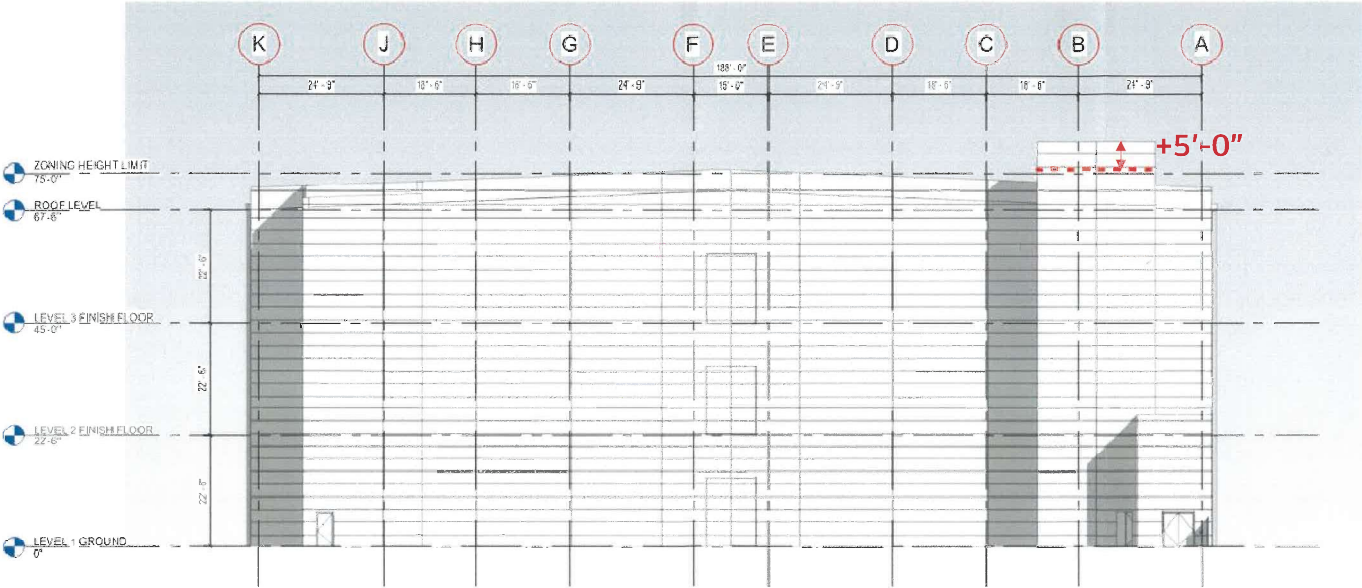 K J H G F E D C B A
188'-0"
24'-9" 18'-6" 18'-6" 24'-9" 15'-0" 24'-9" 18'-6" 18'-6" 24'-9"
+5'-0"
ZONING HEIGHT LIMIT
75'-0"
ROOF LEVEL
67'-6"
22'-6"
LEVEL 3 FINISH FLOOR
45'-0"
22'-6"
LEVEL 2 FINISH FLOOR
22'-6"
22'-6"
LEVEL 1 GROUND
0"